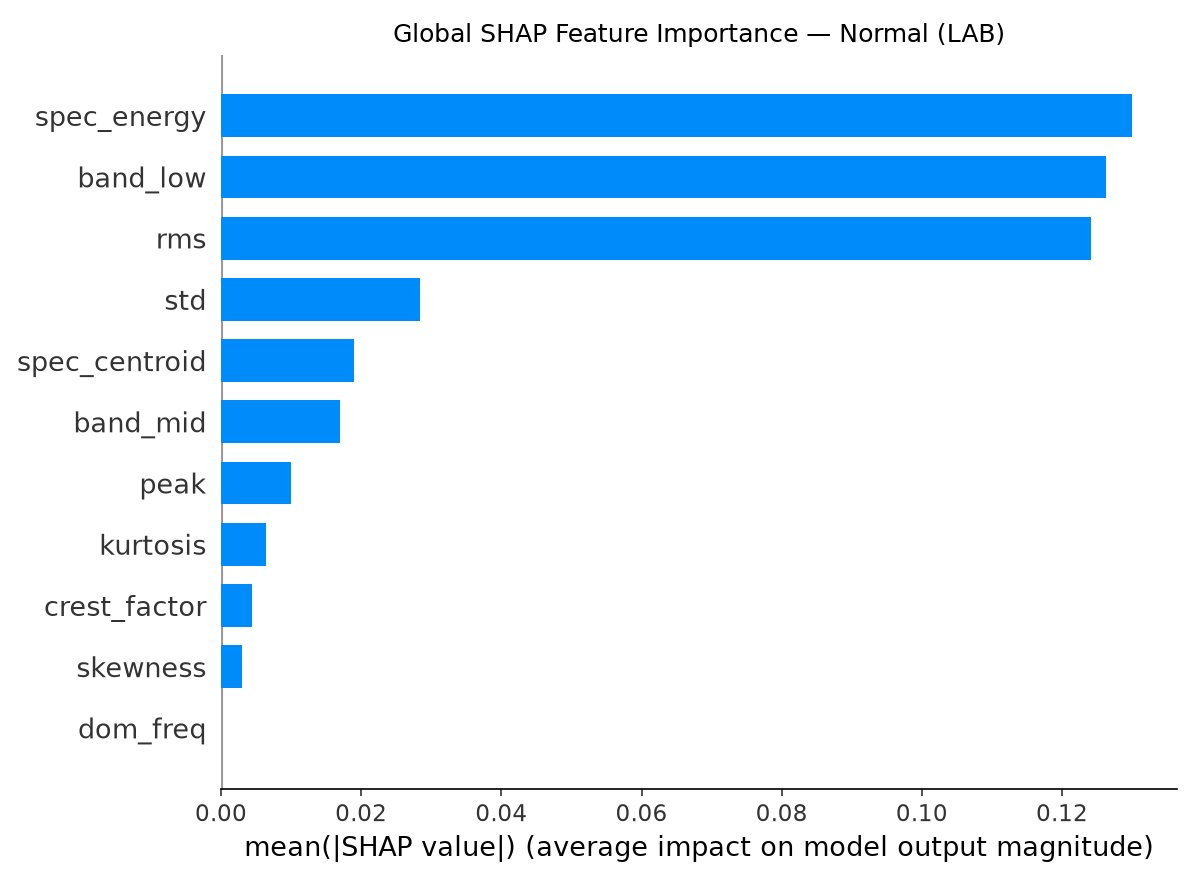 Global SHAP Feature Importance — Normal (LAB)
spec_energy
band_low
rms
std
spec_centroid
band_mid
peak
kurtosis
crest_factor
skewness
dom_freq
0.00 0.02 0.04 0.06 0.08 0.10 0.12
mean(|SHAP value|) (average impact on model output magnitude)